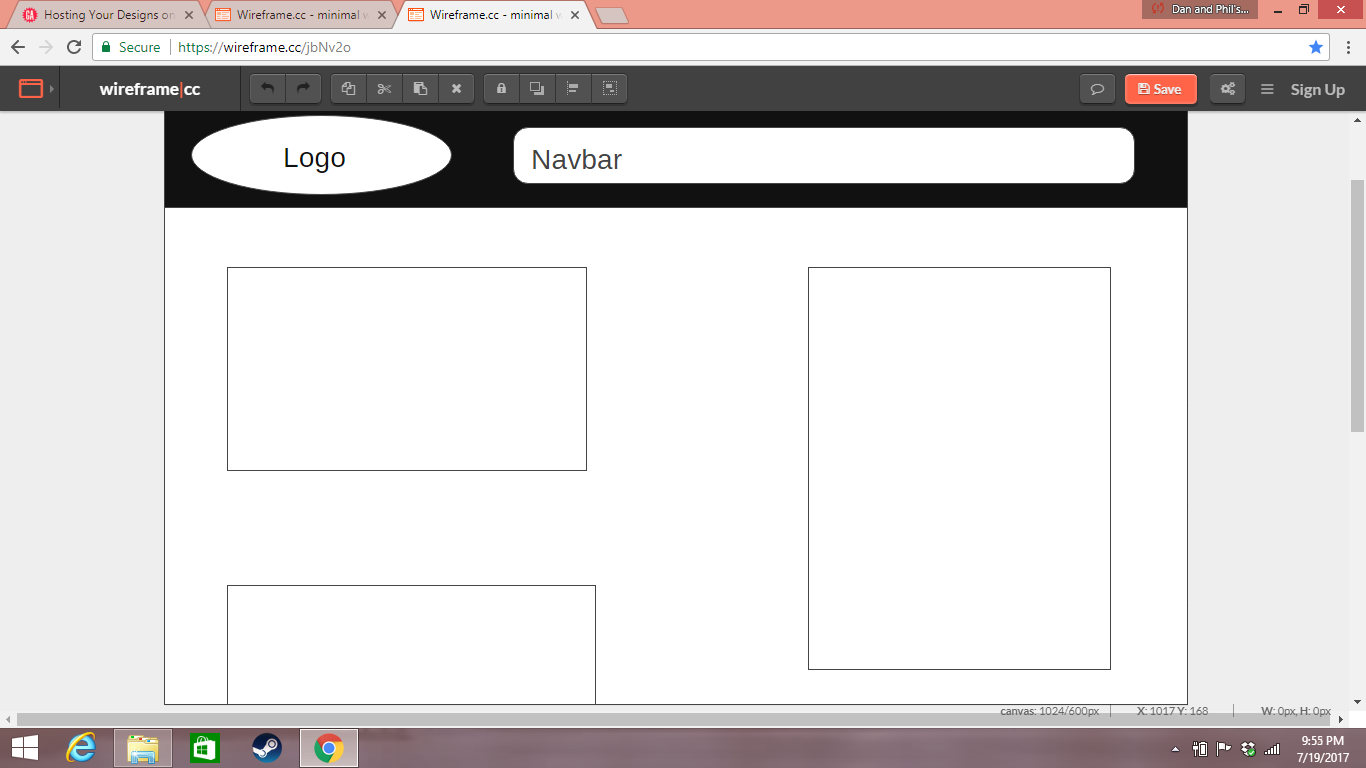 Hosting Your Designs on
Wireframe.cc - minimal w
Wireframe.cc - minimal w
Dan and Phil's...
Secure
https://wireframe.cc/jbNv2o
wireframe|cc
Save
Sign Up
Logo
Navbar
canvas: 1024/600px
X: 1017 Y: 168
W: 0px, H: 0px
9:55 PM
7/19/2017